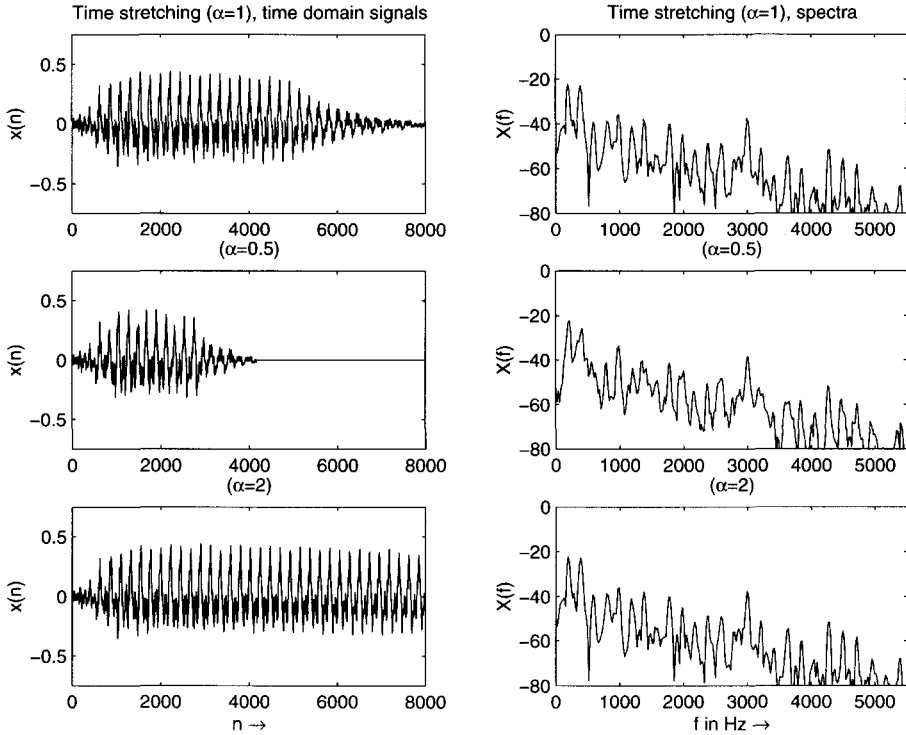 Time stretching (α=1), time domain signals
x(n)
0.5
0
−0.5
0 2000 4000 6000 8000
(α=0.5)
x(n)
0.5
0
−0.5
0 2000 4000 6000 8000
(α=2)
x(n)
0.5
0
−0.5
0 2000 4000 6000 8000
n →
Time stretching (α=1), spectra
X(f)
0
−20
−40
−60
−80
0 1000 2000 3000 4000 5000
(α=0.5)
X(f)
0
−20
−40
−60
−80
0 1000 2000 3000 4000 5000
(α=2)
X(f)
0
−20
−40
−60
−80
0 1000 2000 3000 4000 5000
f in Hz →